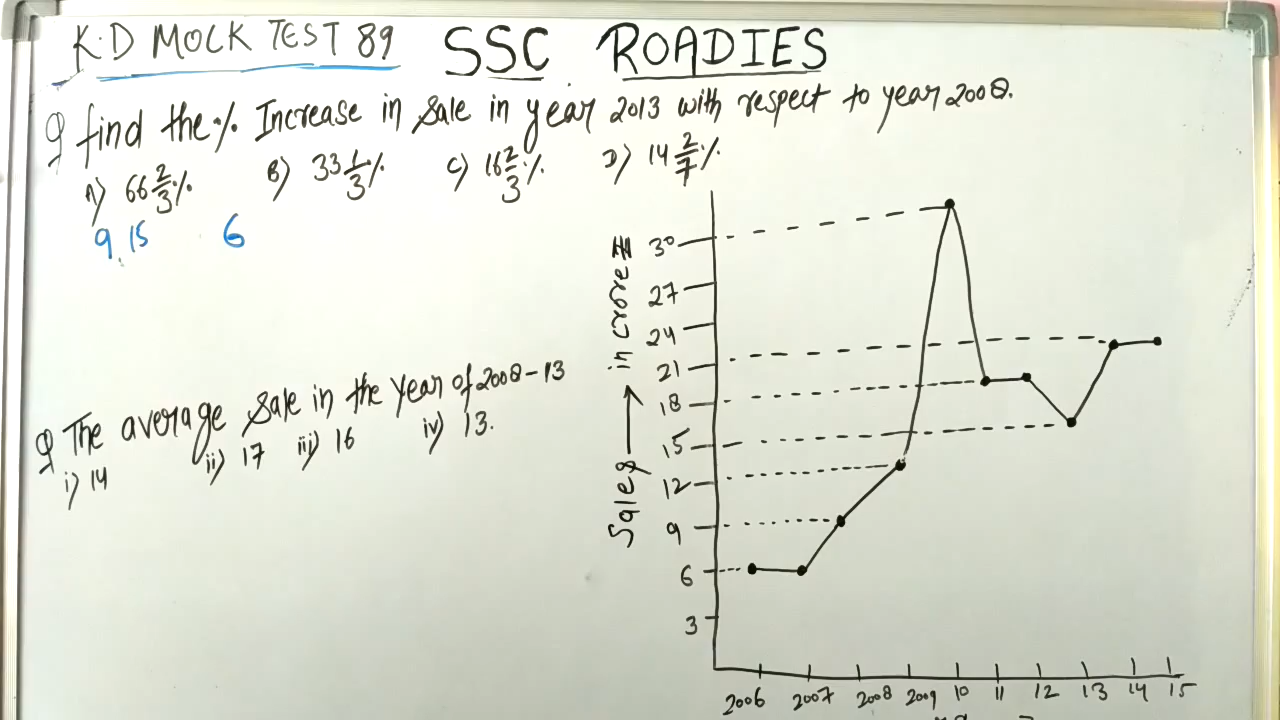 K.D MOCK TEST 89 SSC ROADIES
Q find the % Increase in sale in year 2013 with respect to year 2008.
A) 66 2/3 % B) 33 1/3 % C) 16 2/3 % D) 14 2/7 %
9, 15 6
Q The average sale in the year of 2008-13
i) 14 ii) 17 iii) 16 iv) 13.
Sales → in crore
30
27
24
21
18
15
12
9
6
3
2006 2007 2008 2009 10 11 12 13 14 15